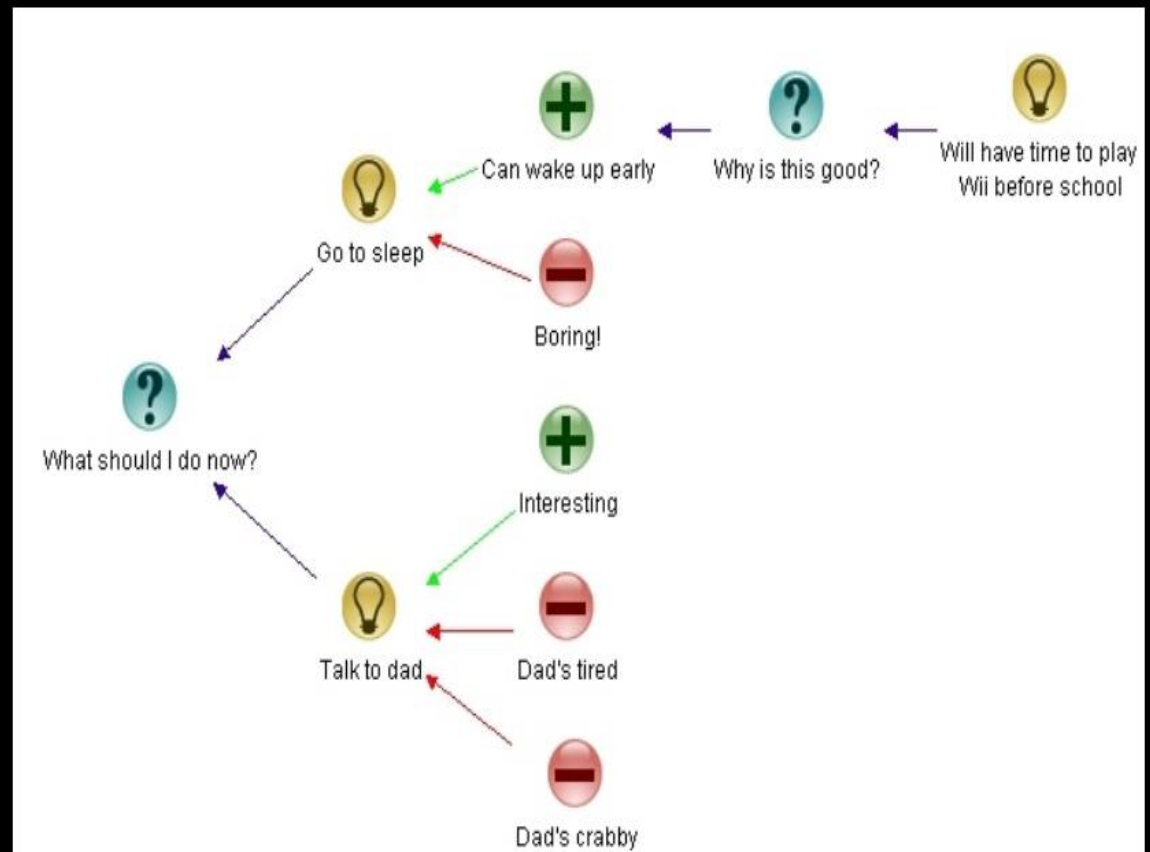 Can wake up early
Why is this good?
Will have time to play
Wii before school
Go to sleep
Boring!
What should I do now?
Interesting
Talk to dad
Dad's tired
Dad's crabby